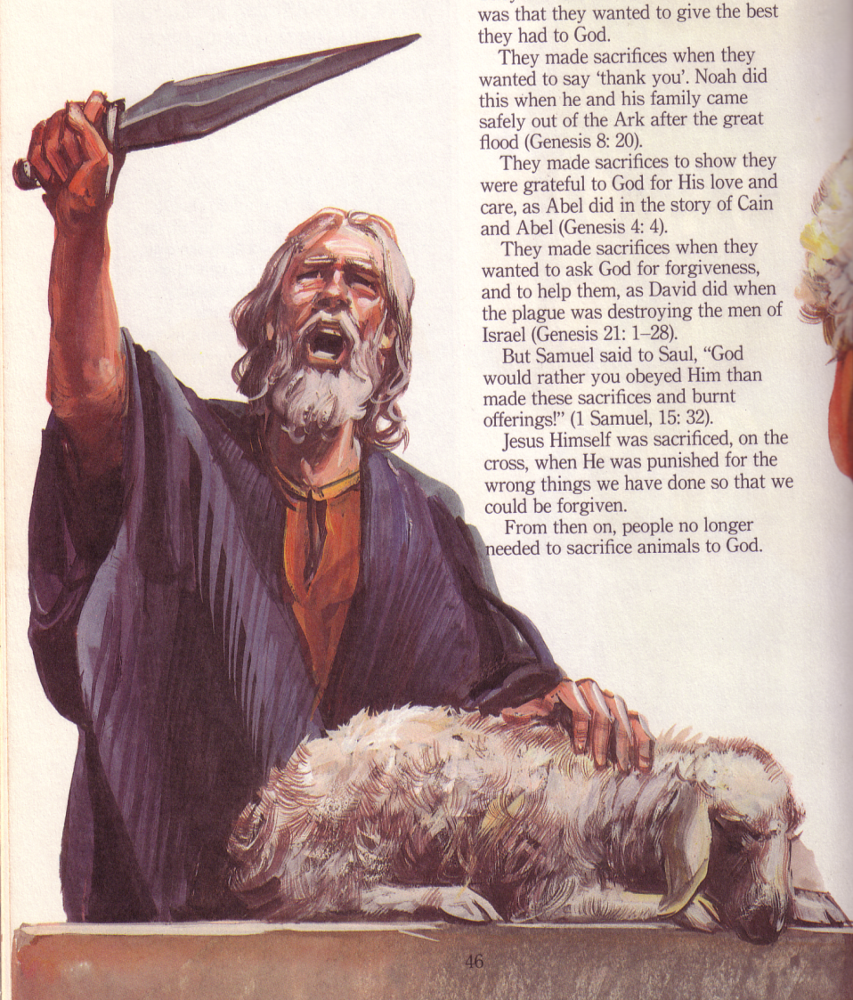 was that they wanted to give the best
they had to God.
They made sacrifices when they
wanted to say ‘thank you’. Noah did
this when he and his family came
safely out of the Ark after the great
flood (Genesis 8: 20).
They made sacrifices to show they
were grateful to God for His love and
care, as Abel did in the story of Cain
and Abel (Genesis 4: 4).
They made sacrifices when they
wanted to ask God for forgiveness,
and to help them, as David did when
the plague was destroying the men of
Israel (Genesis 21: 1–28).
But Samuel said to Saul, “God
would rather you obeyed Him than
made these sacrifices and burnt
offerings!” (1 Samuel, 15: 32).
Jesus Himself was sacrificed, on the
cross, when He was punished for the
wrong things we have done so that we
could be forgiven.
From then on, people no longer
needed to sacrifice animals to God.
46